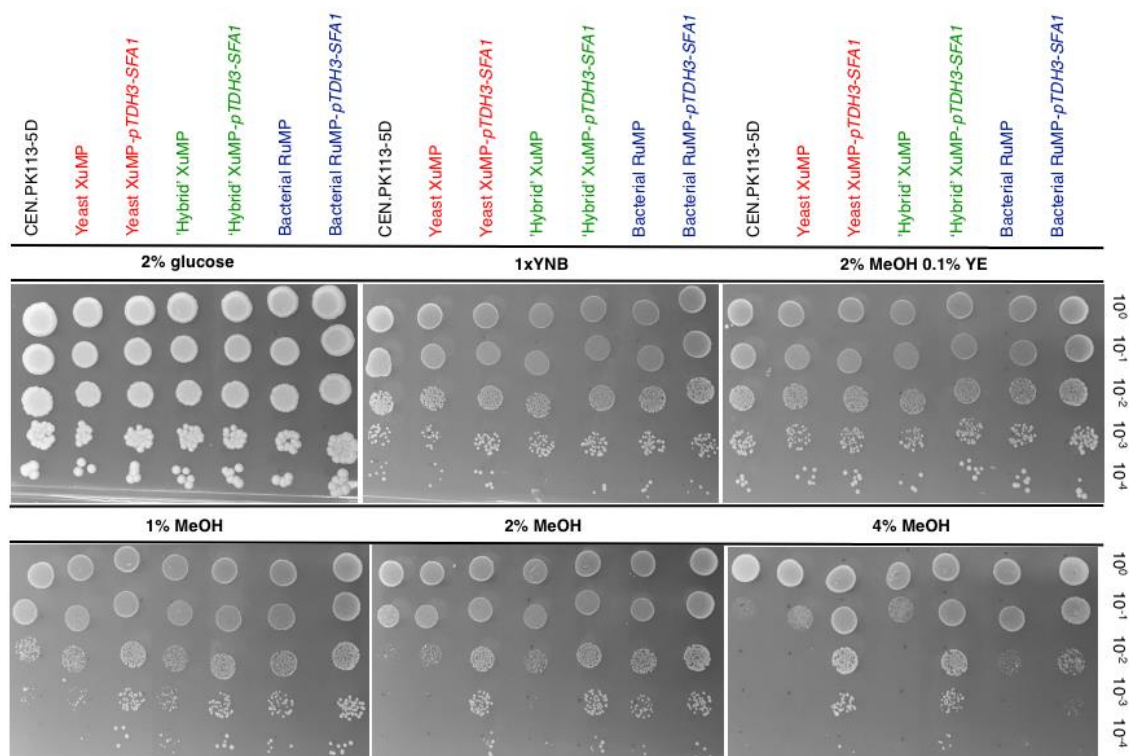 CEN.PK113-5D
Yeast XuMP
Yeast XuMP-pTDH3-SFA1
'Hybrid' XuMP
'Hybrid' XuMP-pTDH3-SFA1
Bacterial RuMP
Bacterial RuMP-pTDH3-SFA1
CEN.PK113-5D
Yeast XuMP
Yeast XuMP-pTDH3-SFA1
'Hybrid' XuMP
'Hybrid' XuMP-pTDH3-SFA1
Bacterial RuMP
Bacterial RuMP-pTDH3-SFA1
CEN.PK113-5D
Yeast XuMP
Yeast XuMP-pTDH3-SFA1
'Hybrid' XuMP
'Hybrid' XuMP-pTDH3-SFA1
Bacterial RuMP
Bacterial RuMP-pTDH3-SFA1
2% glucose 1xYNB 2% MeOH 0.1% YE
10⁰
10⁻¹
10⁻²
10⁻³
10⁻⁴
1% MeOH 2% MeOH 4% MeOH
10⁰
10⁻¹
10⁻²
10⁻³
10⁻⁴